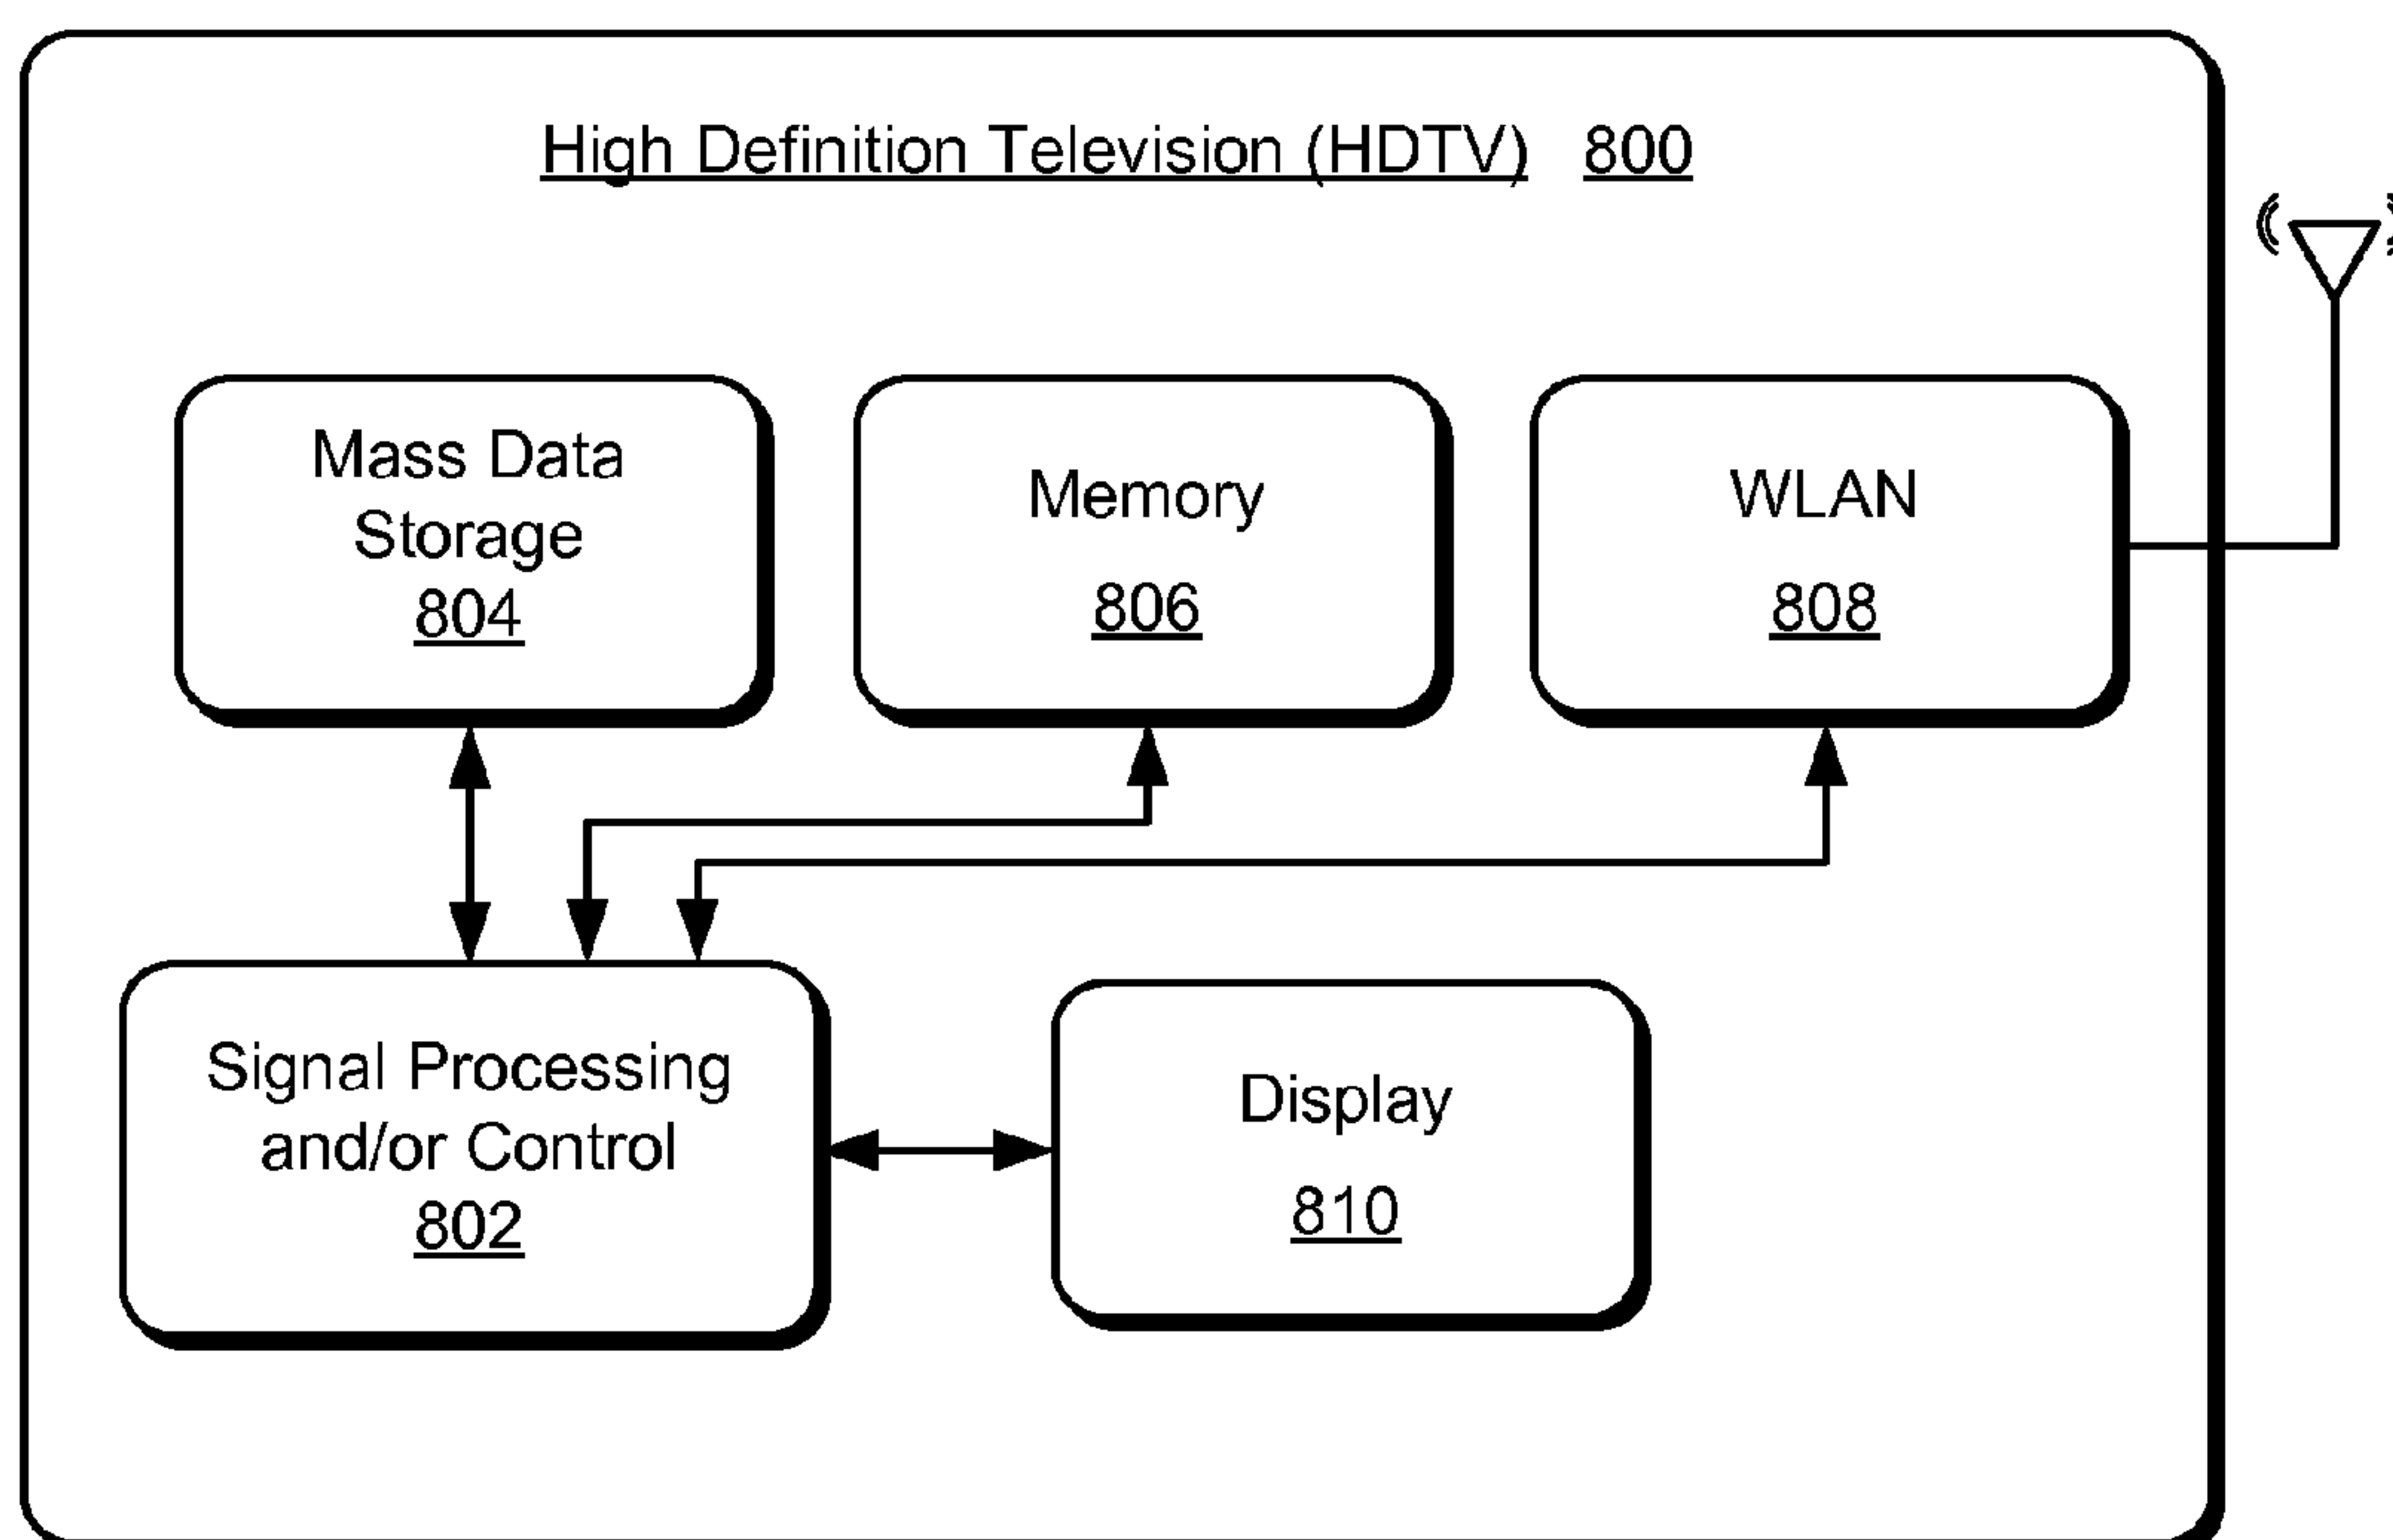 High Definition Television (HDTV) 800
Mass Data
Storage
804
Memory
806
WLAN
808
Signal Processing
and/or Control
802
Display
810